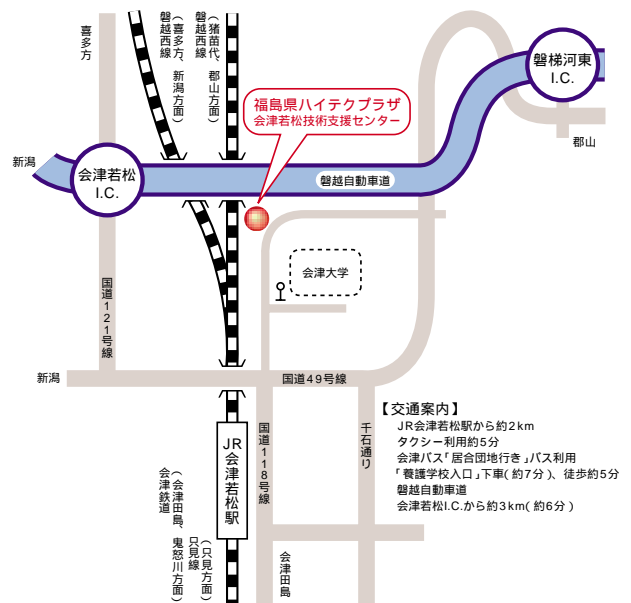 喜多方
磐越西線
（喜多方、新潟方面）
磐越西線
（猪苗代、郡山方面）
磐梯河東
I.C.
福島県ハイテクプラザ
会津若松技術支援センター
郡山
新潟
会津若松
I.C.
磐越自動車道
会津大学
国道121号線
新潟
国道49号線
【交通案内】
JR会津若松駅から約2km
タクシー利用約5分
会津バス「居合団地行き」バス利用
「養護学校入口」下車(約7分)、徒歩約5分
磐越自動車道
会津若松I.C.から約3km(約6分)
国道118号線
千石通り
JR会津若松駅
会津鉄道
（会津田島、鬼怒川方面）
只見線
（只見方面）
会津田島